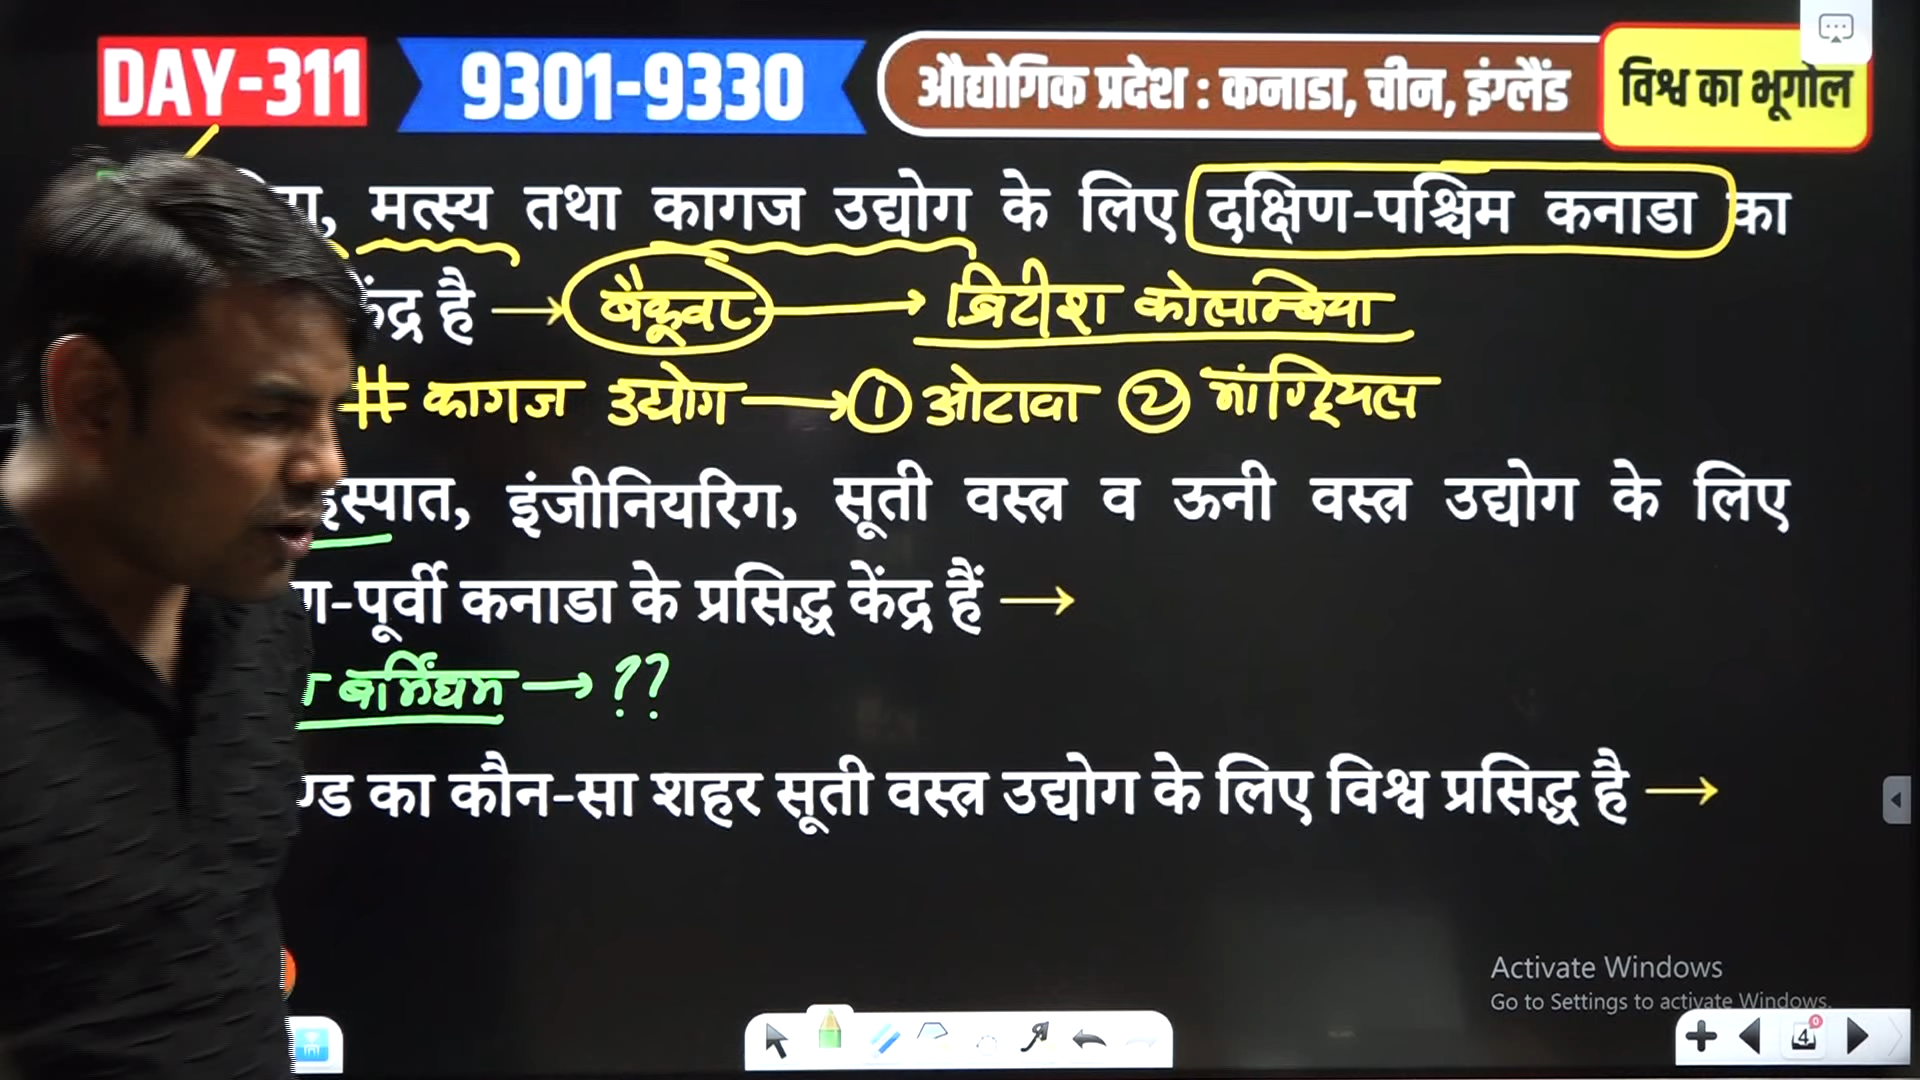 DAY-311 9301-9330 औद्योगिक प्रदेश : कनाडा, चीन, इंग्लैंड विश्व का भूगोल
मत्स्य तथा कागज उद्योग के लिए दक्षिण-पश्चिम कनाडा का
केंद्र है → बैंकूवर → ब्रिटीश कोलाम्बिया
# कागज उद्योग → ① ओटावा ② मांट्रियल
इस्पात, इंजीनियरिग, सूती वस्त्र व ऊनी वस्त्र उद्योग के लिए
ण-पूर्वी कनाडा के प्रसिद्ध केंद्र हैं →
बर्मिंघम → ??
ण्ड का कौन-सा शहर सूती वस्त्र उद्योग के लिए विश्व प्रसिद्ध है →
Activate Windows
Go to Settings to activate Windows.
4
0